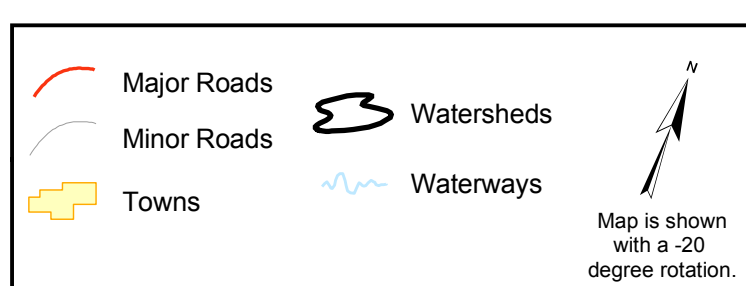 Major Roads
Minor Roads
Towns
Watersheds
Waterways
N
Map is shown
with a -20
degree rotation.